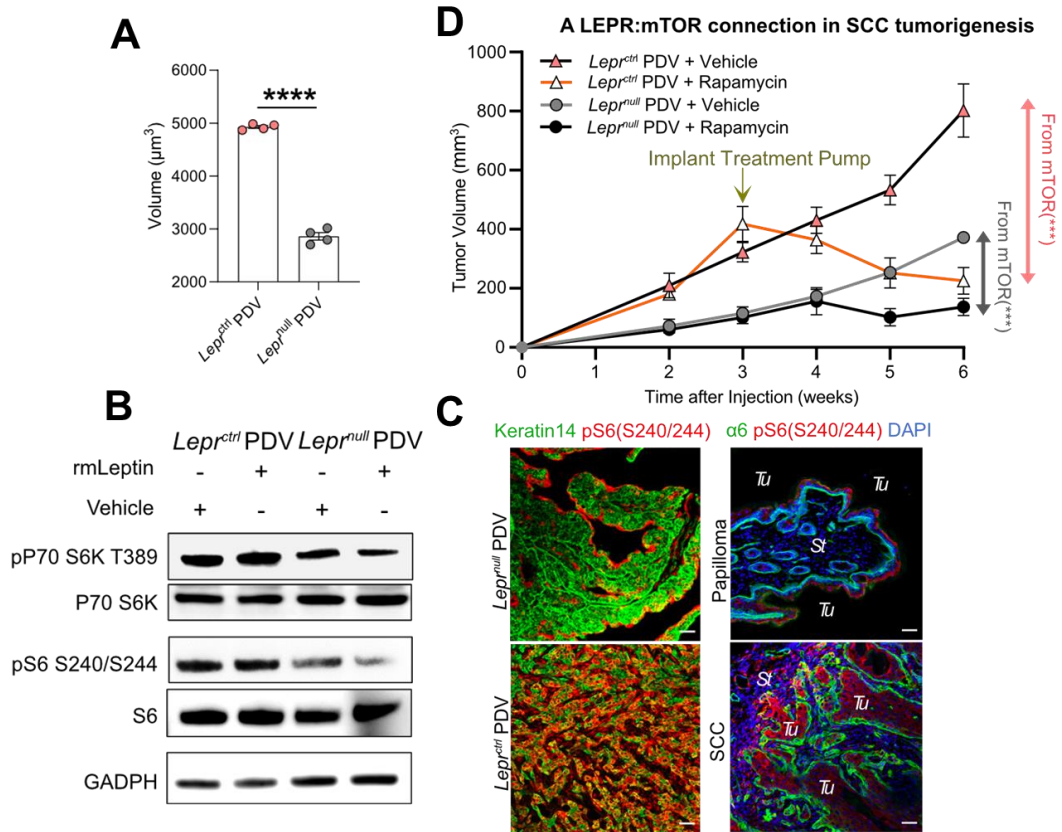 A
6000
5000
4000
3000
2000
Volume (µm³)
****
Lepr^ctrl PDV
Lepr^null PDV
D
A LEPR:mTOR connection in SCC tumorigenesis
1000
800
600
400
200
0
Tumor Volume (mm³)
Lepr^ctrl PDV + Vehicle
Lepr^ctrl PDV + Rapamycin
Lepr^null PDV + Vehicle
Lepr^null PDV + Rapamycin
Implant Treatment Pump
From mTOR(***)
From mTOR(***)
0 1 2 3 4 5 6
Time after Injection (weeks)
B
Lepr^ctrl PDV Lepr^null PDV
rmLeptin - + - +
Vehicle + - + -
pP70 S6K T389
P70 S6K
pS6 S240/S244
S6
GADPH
C
Keratin14 pS6(S240/244)
α6 pS6(S240/244) DAPI
Lepr^null PDV
Lepr^ctrl PDV
Papilloma
Tu
Tu
St
Tu
SCC
St
Tu
Tu
Tu